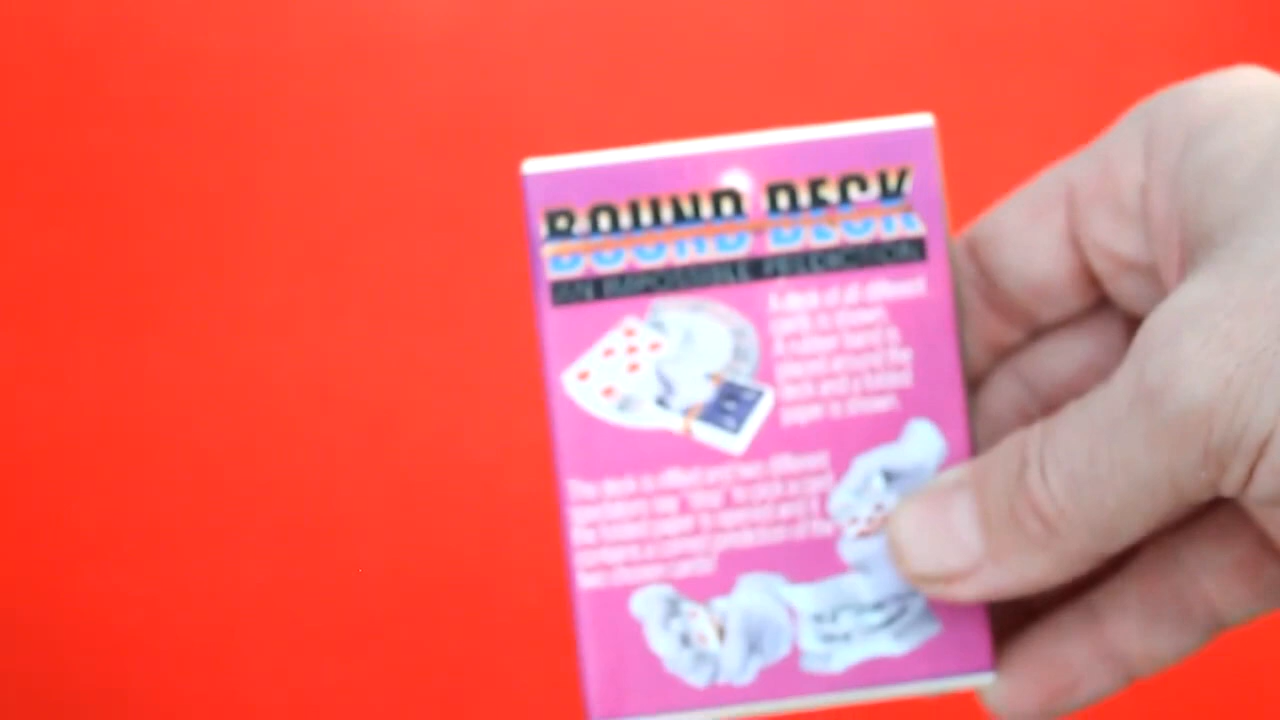 BOUND DECK
AN IMPOSSIBLE PREDICTION
A deck of all different
cards is shown.
A rubber band is
placed around the
deck and a folded
paper is shown.
The deck is riffled and two different
spectators say "stop" to pick a card.
the folded paper is opened and it
contains a correct prediction of the
two chosen cards!